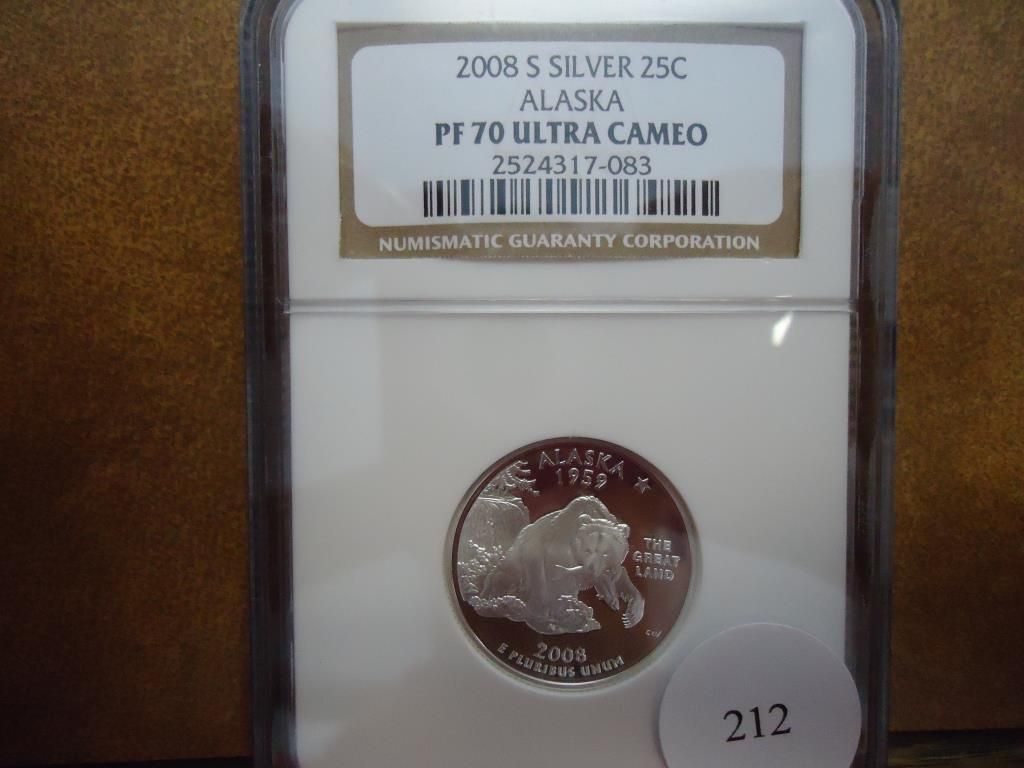 2008 S SILVER 25C
ALASKA
PF 70 ULTRA CAMEO
2524317-083
NUMISMATIC GUARANTY CORPORATION
ALASKA
1959
THE
GREAT
LAND
2008
E PLURIBUS UNUM
212